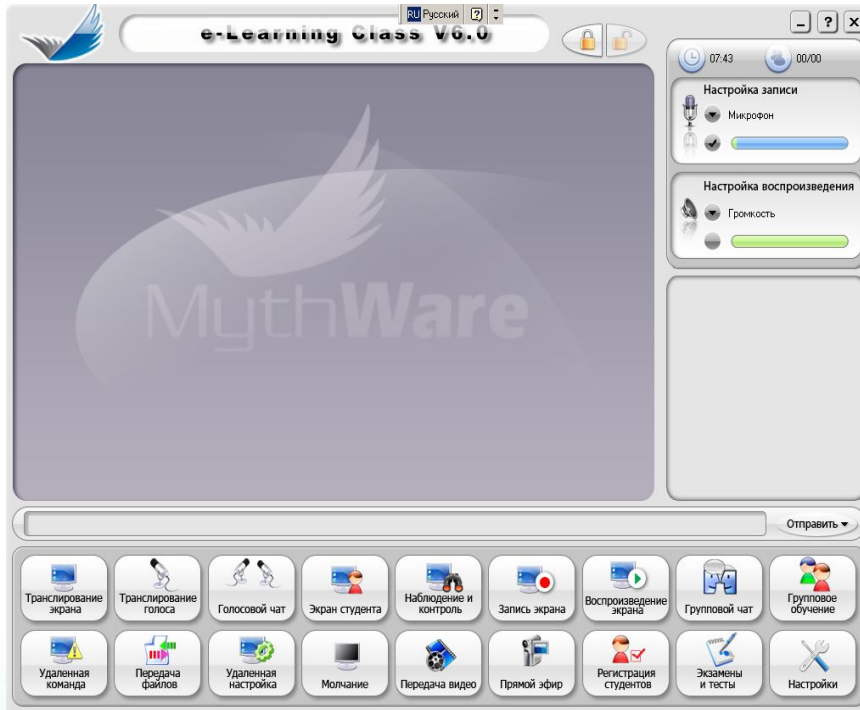 RU Русский
e-Learning Class V6.0
07:43
00/00
Настройка записи
Микрофон
Настройка воспроизведения
Громкость
MythWare
Отправить
Транслирование
экрана
Транслирование
голоса
Голосовой чат
Экран студента
Наблюдение и
контроль
Запись экрана
Воспроизведение
экрана
Групповой чат
Групповое
обучение
Удаленная
команда
Передача
файлов
Удаленная
настройка
Молчание
Передача видео
Прямой эфир
Регистрация
студентов
Экзамены
и тесты
Настройки